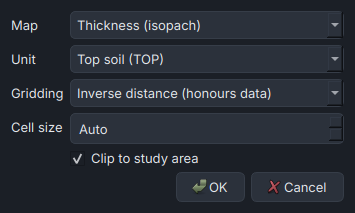 Map Thickness (isopach)
Unit Top soil (TOP)
Gridding Inverse distance (honours data)
Cell size Auto
Clip to study area
OK Cancel